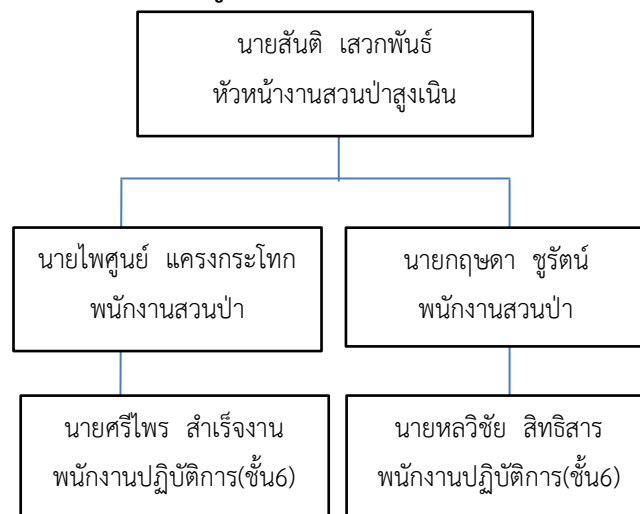 นายสันติ เสวกพันธ์
หัวหน้างานสวนป่าสูงเนิน
นายไพศูนย์ แครงกระโทก
พนักงานสวนป่า
นายกฤษดา ชูรัตน์
พนักงานสวนป่า
นายศรีไพร สำเร็จงาน
พนักงานปฏิบัติการ(ชั้น6)
นายหลวิชัย สิทธิสาร
พนักงานปฏิบัติการ(ชั้น6)